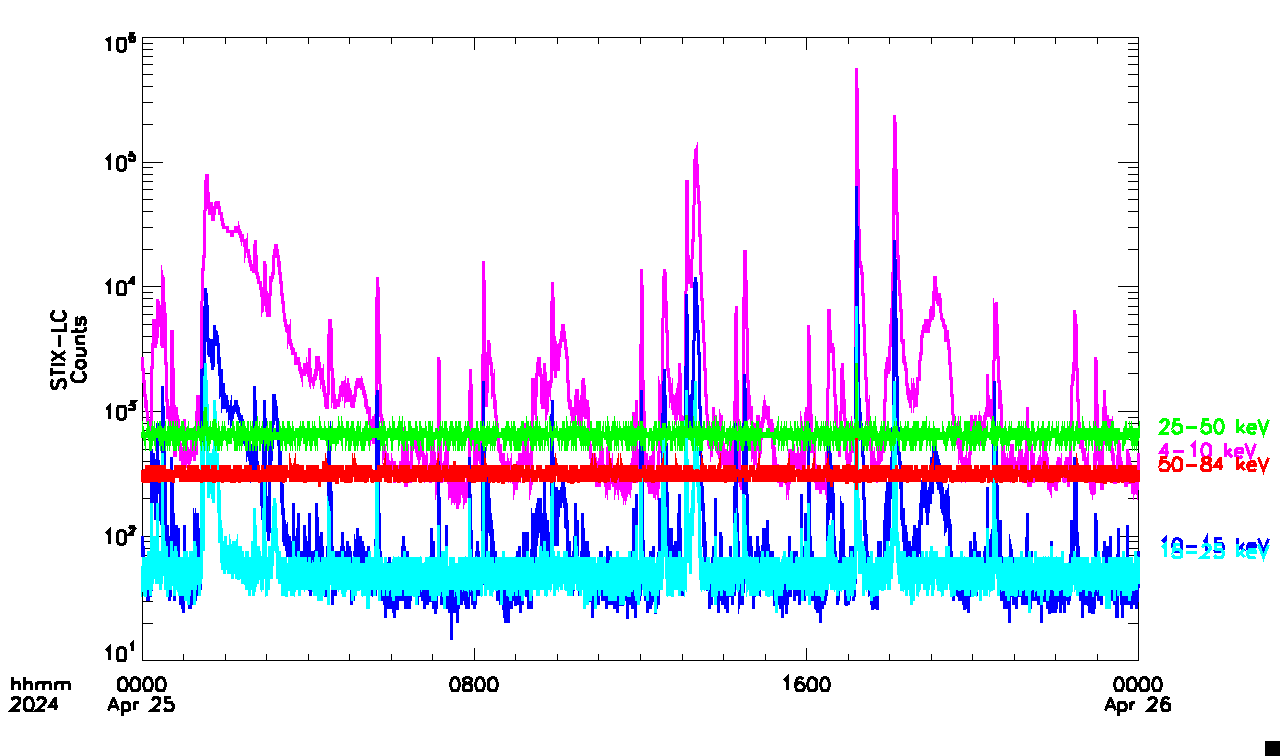 10⁶
10⁵
10⁴
10³
10²
10¹
STIX-LC
Counts
25-50 keV
4-10 keV
50-84 keV
10-15 keV
15-25 keV
hhmm 0000 0800 1600 0000
2024 Apr 25 Apr 26